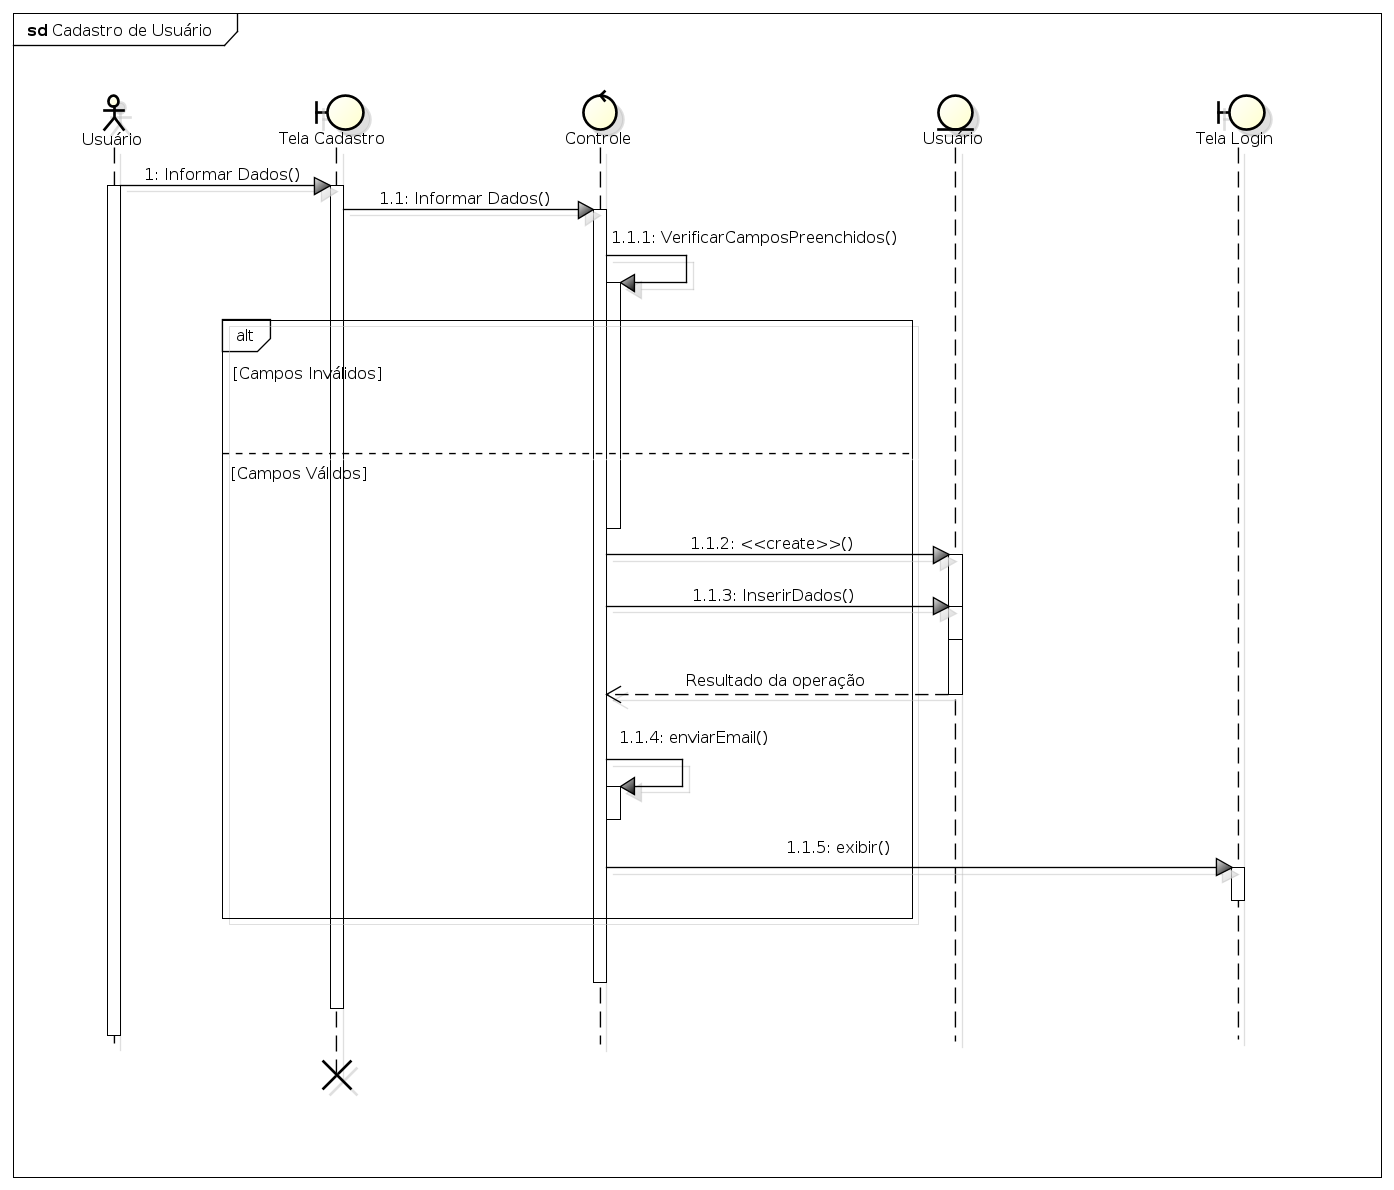 sd Cadastro de Usuário
Usuário
Tela Cadastro
Controle
Usuário
Tela Login
1: Informar Dados()
1.1: Informar Dados()
1.1.1: VerificarCamposPreenchidos()
alt
[Campos Inválidos]
[Campos Válidos]
1.1.2: <<create>>()
1.1.3: InserirDados()
Resultado da operação
1.1.4: enviarEmail()
1.1.5: exibir()